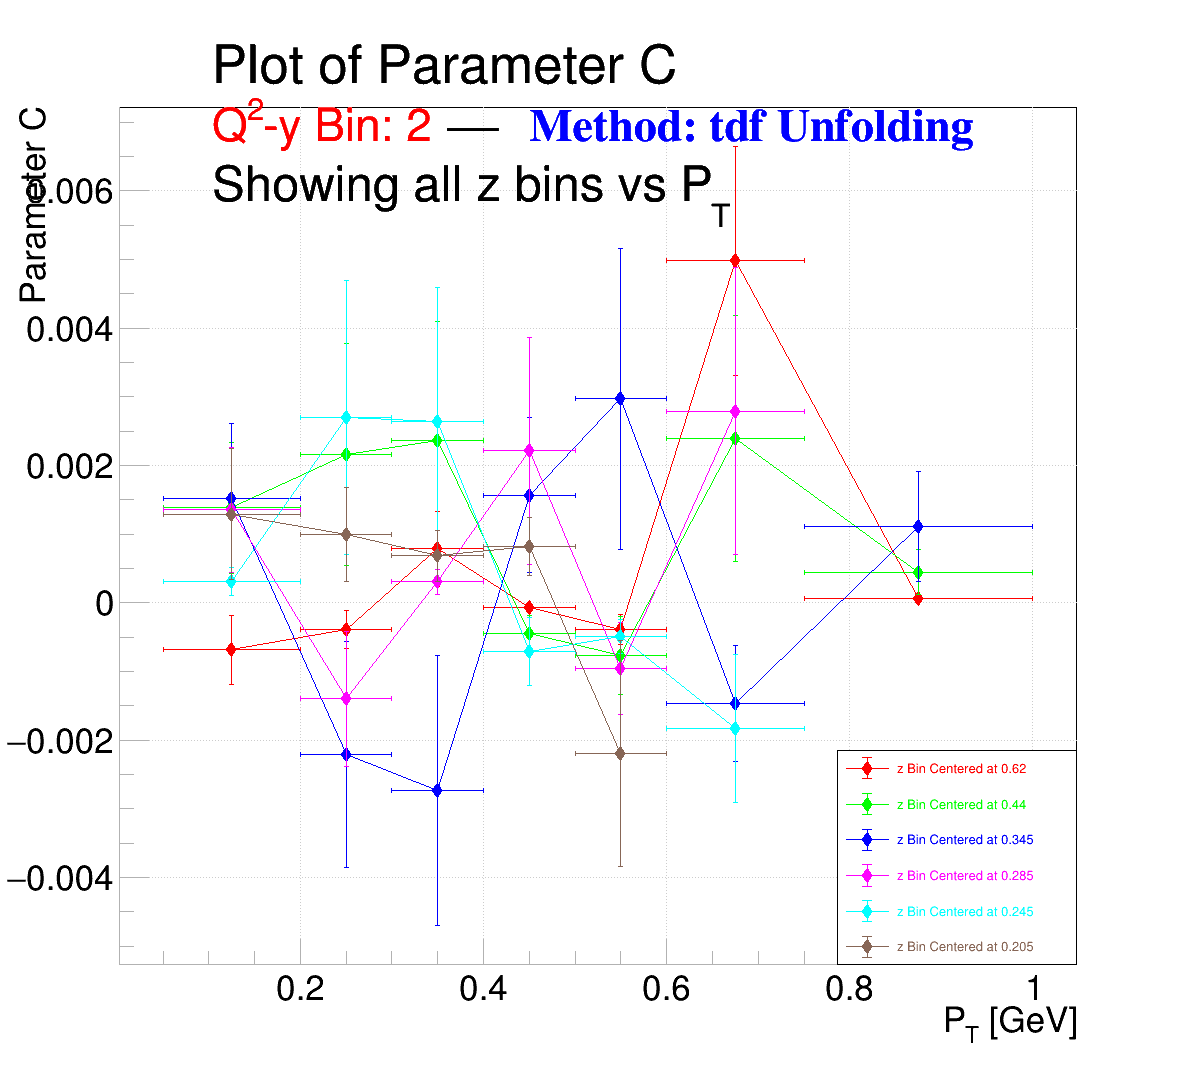 Plot of Parameter C
Q²-y Bin: 2 — Method: tdf Unfolding
Showing all z bins vs P_T
Parameter C
0.006
0.004
0.002
0
−0.002
−0.004
0.2 0.4 0.6 0.8 1
P_T [GeV]
z Bin Centered at 0.62
z Bin Centered at 0.44
z Bin Centered at 0.345
z Bin Centered at 0.285
z Bin Centered at 0.245
z Bin Centered at 0.205